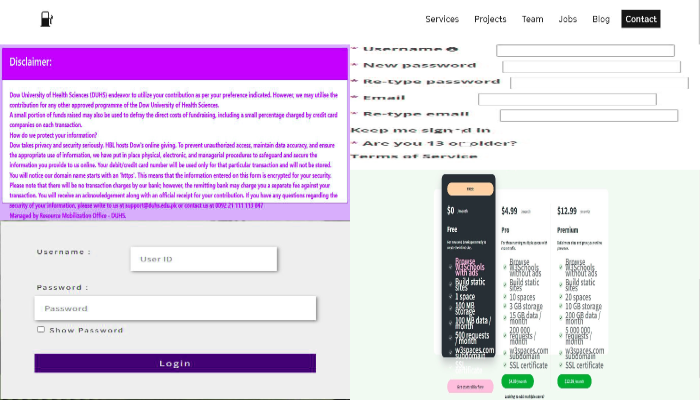 Services Projects Team Jobs Blog Contact
Disclaimer:
Dow University of Health Sciences (DUHS) endeavor to utilize your contribution as per your preference indicated. However, we may utilise the
contribution for any other approved programme of the Dow University of Health Sciences.
A small portion of funds raised may also be used to defray the direct costs of fundraising, including a small percentage charged by credit card
companies on each transaction.
How do we protect your information?
Dow takes privacy and security seriously. HBL hosts Dow's online giving. To prevent unauthorized access, maintain data accuracy, and ensure
the appropriate use of information, we have put in place physical, electronic, and managerial procedures to safeguard and secure the
information you provide to us online. Your debit/credit card number will be used only for that particular transaction and will not be stored.
You will notice our domain name starts with an 'https'. This means that the information entered on this form is encrypted for your security.
Please note that there will be no transaction charges by our bank; however, the remitting bank may charge you a separate fee against your
transaction. You will receive an acknowledgement along with an official receipt for your contribution. If you have any questions regarding the
security of your information, please write to us at support@duhs.edu.pk or contact us at 0092 21 111 113 847
Managed by Resource Mobilization Office - DUHS.
Username :
User ID
Password :
Password
Show Password
Login
* Username
* New password
* Re-type password
* Email
* Re-type email
Keep me signed in
* Are you 13 or older?
Terms of Service
FREE
$0 /month
Free
Browse
W3Schools
with ads
Build static
sites
1 space
100 MB
storage
100 MB data /
month
500 requests
/ month
w3spaces.com
subdomain
SSL certificate
$4.99 /month
Pro
Browse
W3Schools
without ads
Build static
sites
10 spaces
3 GB storage
15 GB data /
month
200 000
requests /
month
w3spaces.com
subdomain
SSL certificate
$4.99/month
$12.99 /month
Premium
Browse
W3Schools
without ads
Build static
sites
20 spaces
10 GB storage
200 GB data /
month
5 000 000
requests /
month
w3spaces.com
subdomain
SSL certificate
$12.99/month